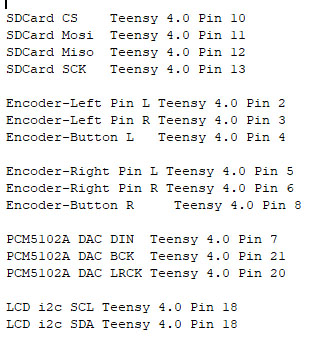 SDCard CS Teensy 4.0 Pin 10
SDCard Mosi Teensy 4.0 Pin 11
SDCard Miso Teensy 4.0 Pin 12
SDCard SCK Teensy 4.0 Pin 13
Encoder-Left Pin L Teensy 4.0 Pin 2
Encoder-Left Pin R Teensy 4.0 Pin 3
Encoder-Button L Teensy 4.0 Pin 4
Encoder-Right Pin L Teensy 4.0 Pin 5
Encoder-Right Pin R Teensy 4.0 Pin 6
Encoder-Button R Teensy 4.0 Pin 8
PCM5102A DAC DIN Teensy 4.0 Pin 7
PCM5102A DAC BCK Teensy 4.0 Pin 21
PCM5102A DAC LRCK Teensy 4.0 Pin 20
LCD i2c SCL Teensy 4.0 Pin 18
LCD i2c SDA Teensy 4.0 Pin 18